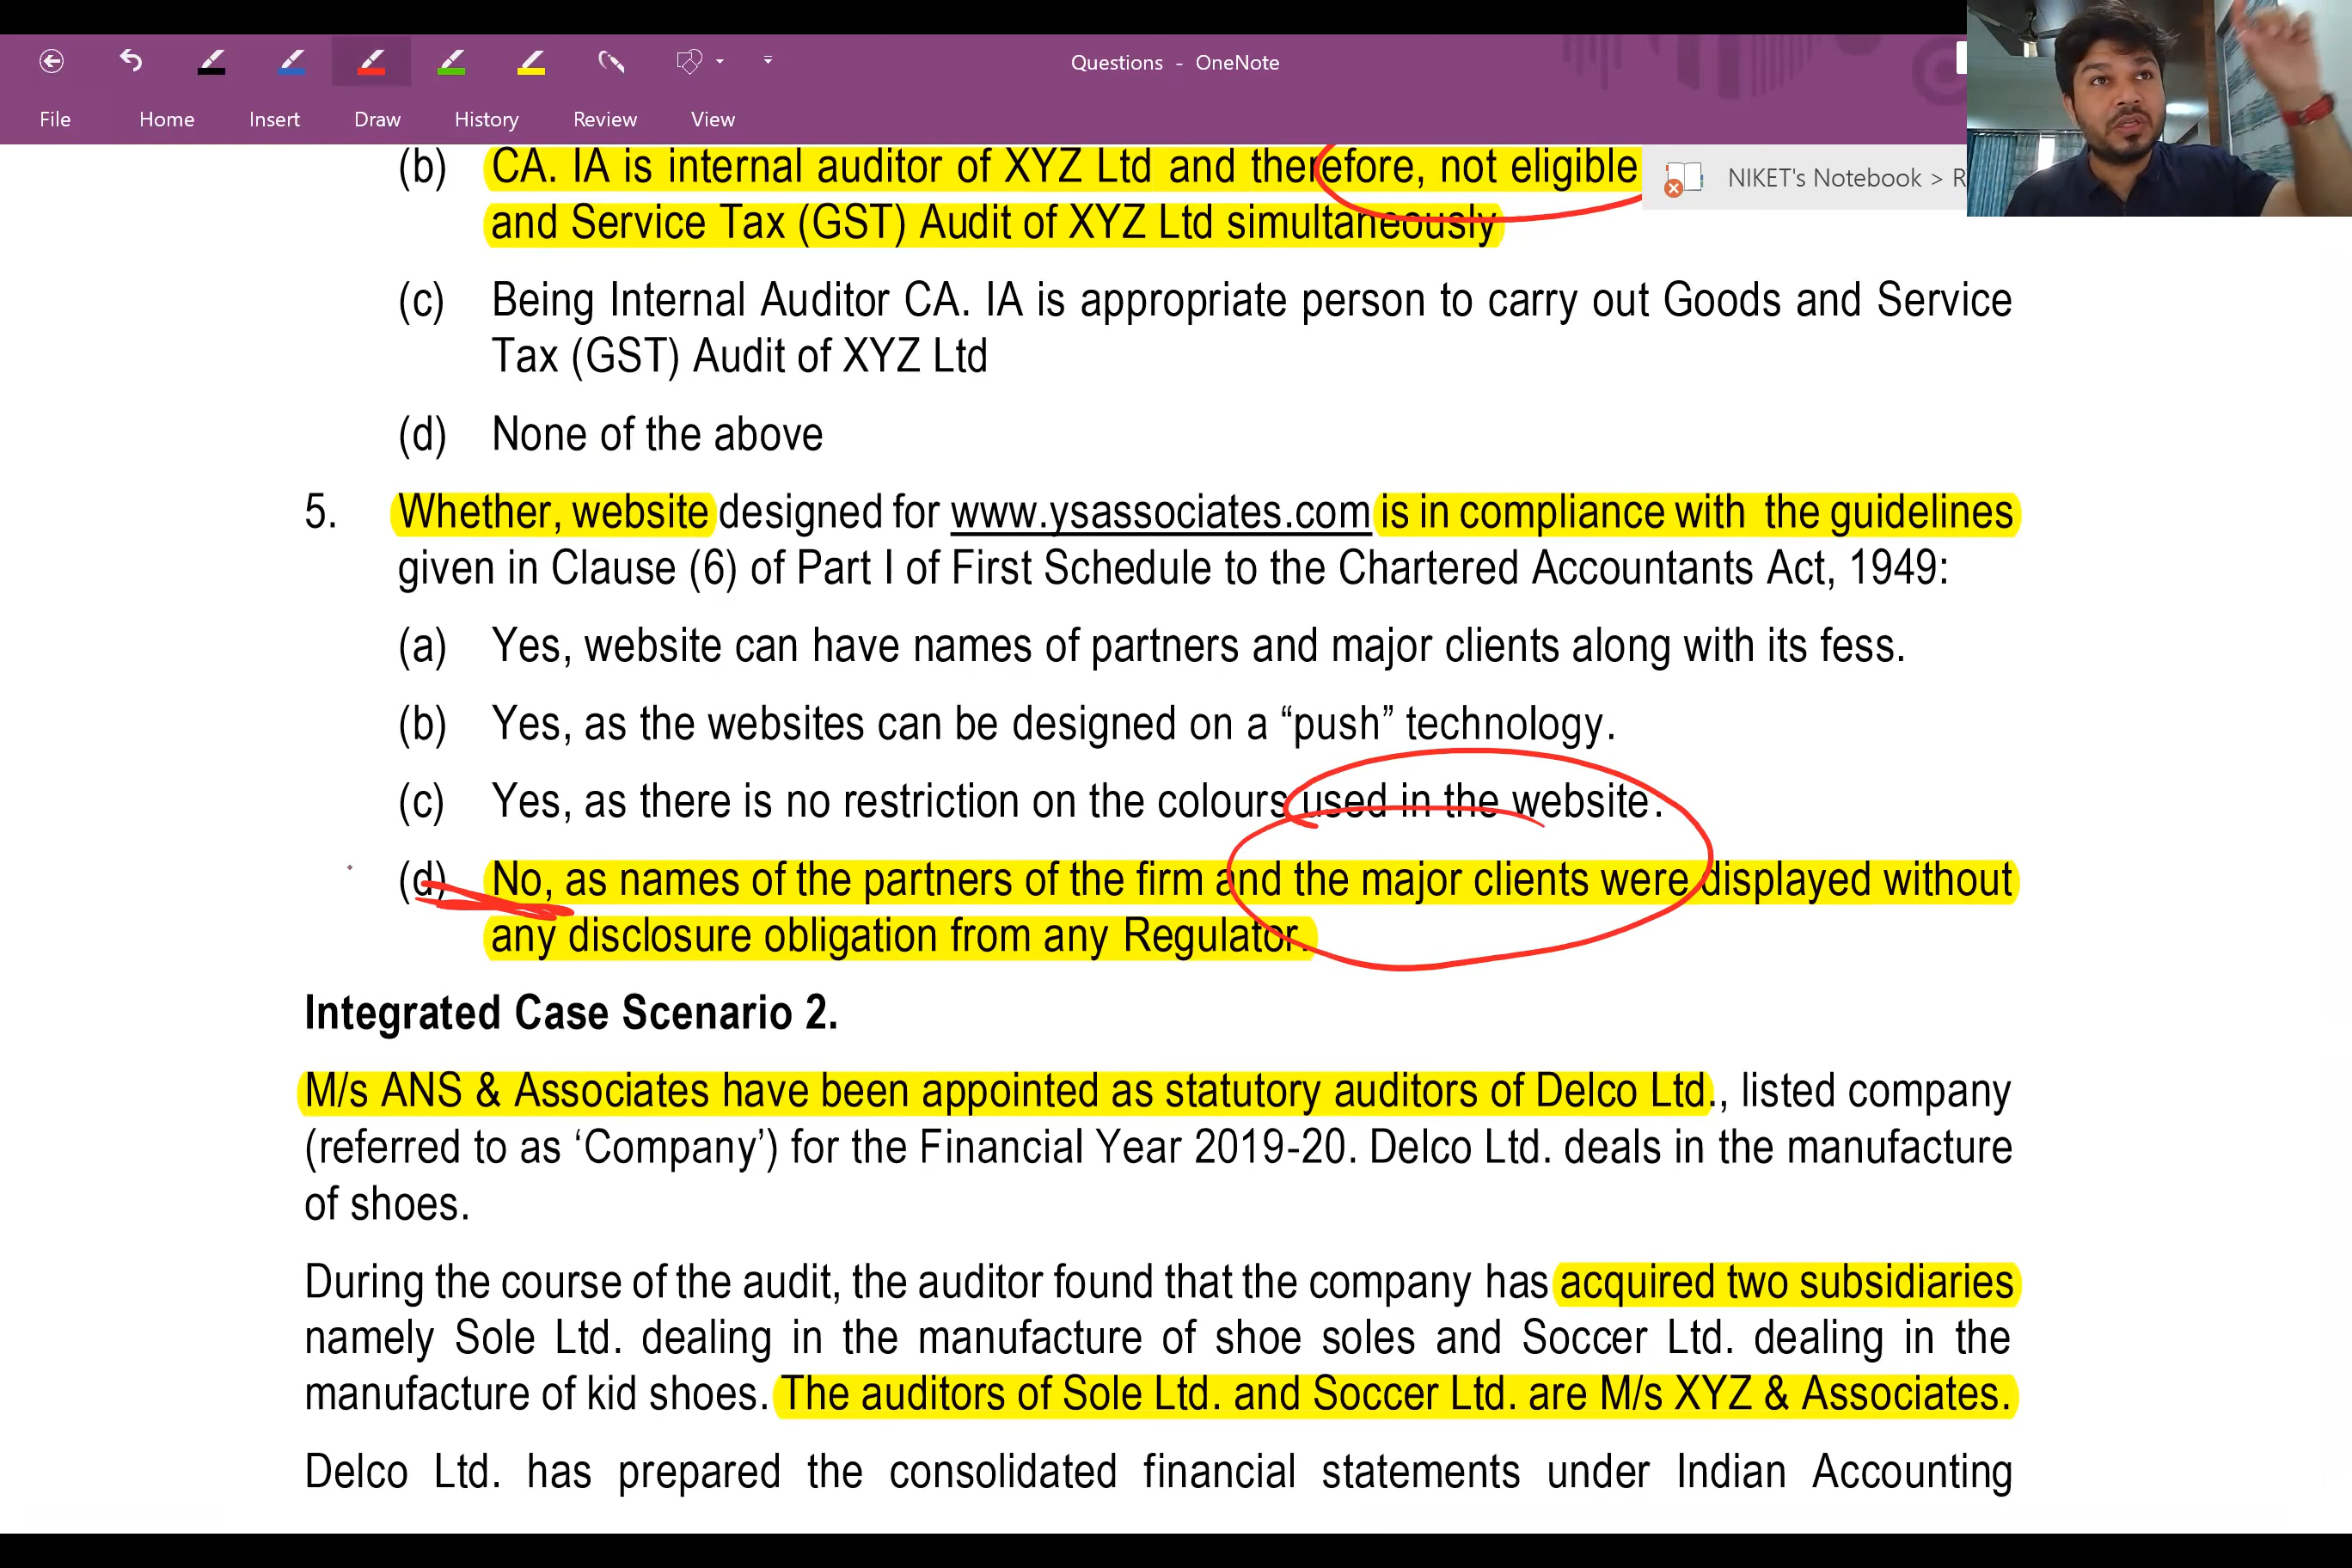 Questions - OneNote
File Home Insert Draw History Review View
NIKET's Notebook > R
(b) CA. IA is internal auditor of XYZ Ltd and therefore, not eligible
and Service Tax (GST) Audit of XYZ Ltd simultaneously
(c) Being Internal Auditor CA. IA is appropriate person to carry out Goods and Service
Tax (GST) Audit of XYZ Ltd
(d) None of the above
5. Whether, website designed for www.ysassociates.com is in compliance with the guidelines
given in Clause (6) of Part I of First Schedule to the Chartered Accountants Act, 1949:
(a) Yes, website can have names of partners and major clients along with its fess.
(b) Yes, as the websites can be designed on a “push” technology.
(c) Yes, as there is no restriction on the colours used in the website.
(d) No, as names of the partners of the firm and the major clients were displayed without
any disclosure obligation from any Regulator.
Integrated Case Scenario 2.
M/s ANS & Associates have been appointed as statutory auditors of Delco Ltd., listed company
(referred to as ‘Company’) for the Financial Year 2019-20. Delco Ltd. deals in the manufacture
of shoes.
During the course of the audit, the auditor found that the company has acquired two subsidiaries
namely Sole Ltd. dealing in the manufacture of shoe soles and Soccer Ltd. dealing in the
manufacture of kid shoes. The auditors of Sole Ltd. and Soccer Ltd. are M/s XYZ & Associates.
Delco Ltd. has prepared the consolidated financial statements under Indian Accounting